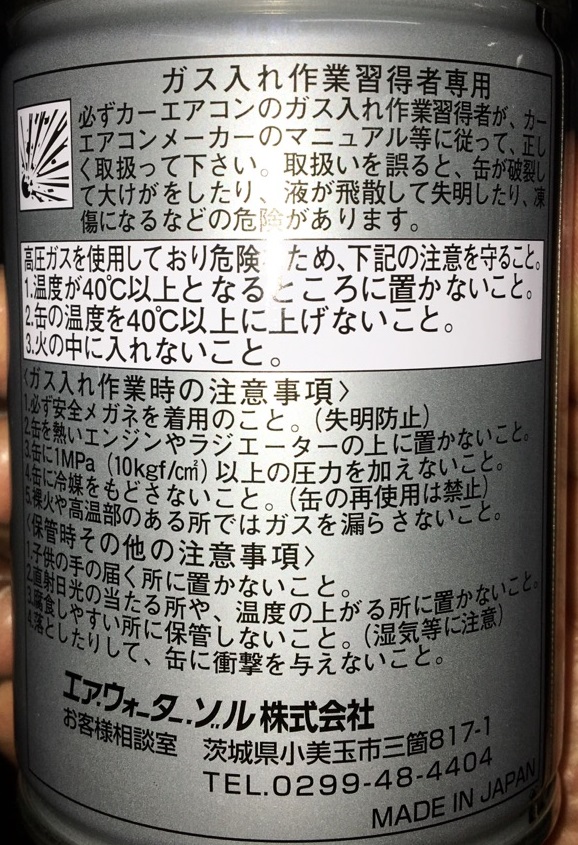 ガス入れ作業習得者専用
必ずカーエアコンのガス入れ作業習得者が、カー
エアコンメーカーのマニュアル等に従って、正し
く取扱って下さい。取扱いを誤ると、缶が破裂し
て大けがをしたり、液が飛散して失明したり、凍
傷になるなどの危険があります。
高圧ガスを使用しており危険 ため、下記の注意を守ること。
1.温度が40℃以上となるところに置かないこと。
2.缶の温度を40℃以上に上げないこと。
3.火の中に入れないこと。
〈ガス入れ作業時の注意事項〉
1.必ず安全メガネを着用のこと。(失明防止)
2.缶を熱いエンジンやラジエーターの上に置かないこと。
3.缶に1MPa (10kgf/c㎡) 以上の圧力を加えないこと。
4.缶に冷媒をもどさないこと。(缶の再使用は禁止)
5.裸火や高温部のある所ではガスを漏らさないこと。
〈保管時その他の注意事項〉
1.子供の手の届く所に置かないこと。
2.直射日光の当たる所や、温度の上がる所に置かないこと。
3.腐食しやすい所に保管しないこと。(湿気等に注意)
4.落としたりして、缶に衝撃を与えないこと。
エア・ウォーター・ゾル株式会社
お客様相談室 茨城県小美玉市三箇817-1
TEL.0299-48-4404
MADE IN JAPAN